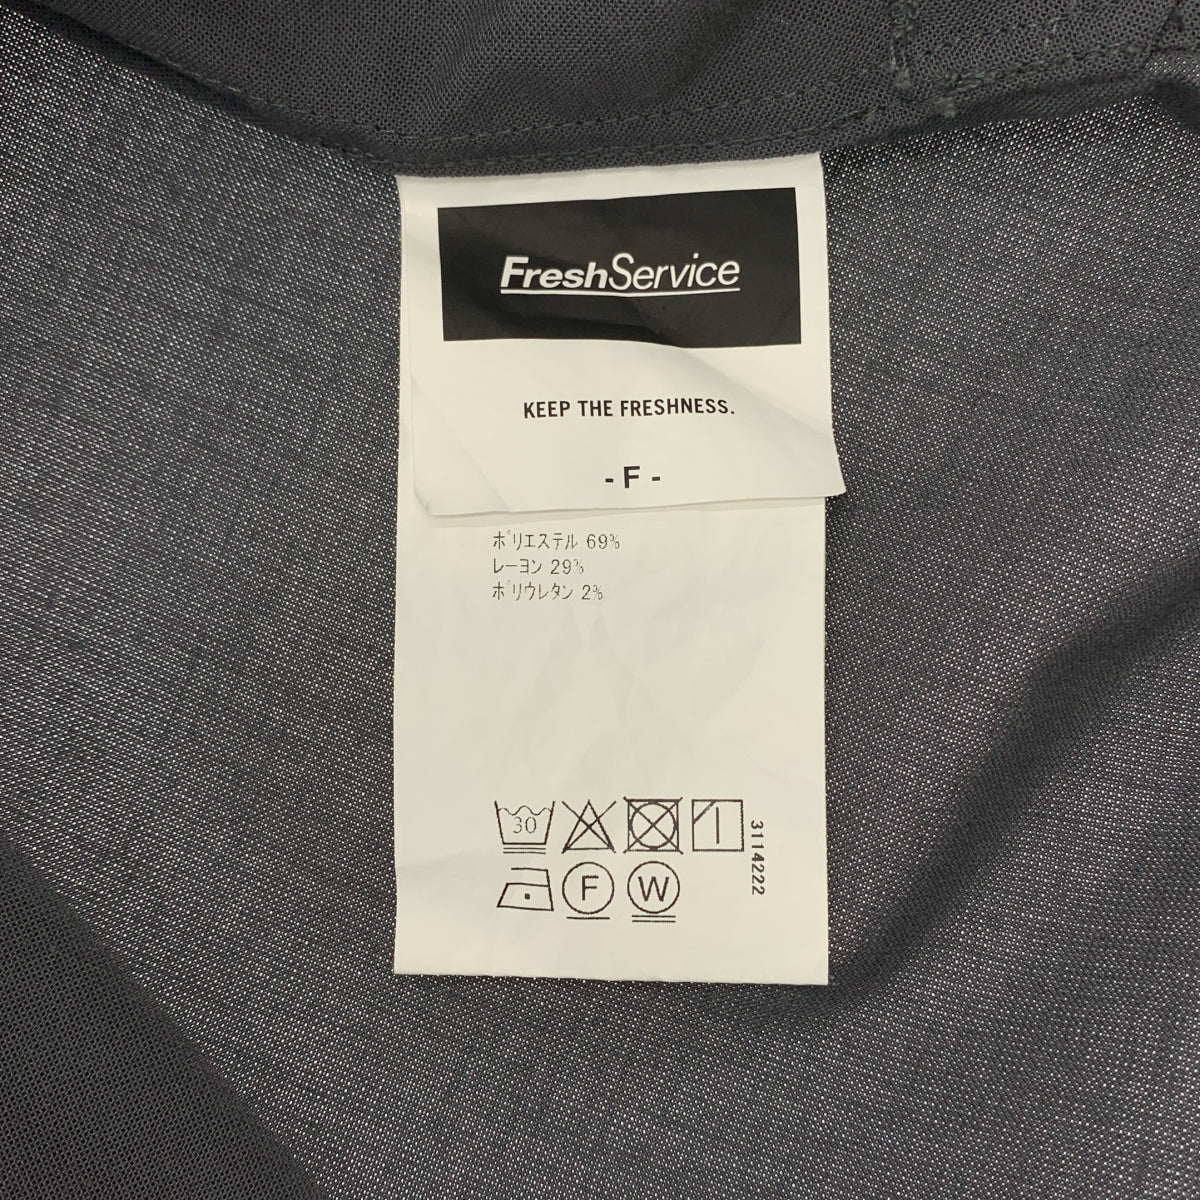 FreshService
KEEP THE FRESHNESS.
- F -
ポリエステル 69%
レーヨン 29%
ポリウレタン 2%
30
F
W
3114222